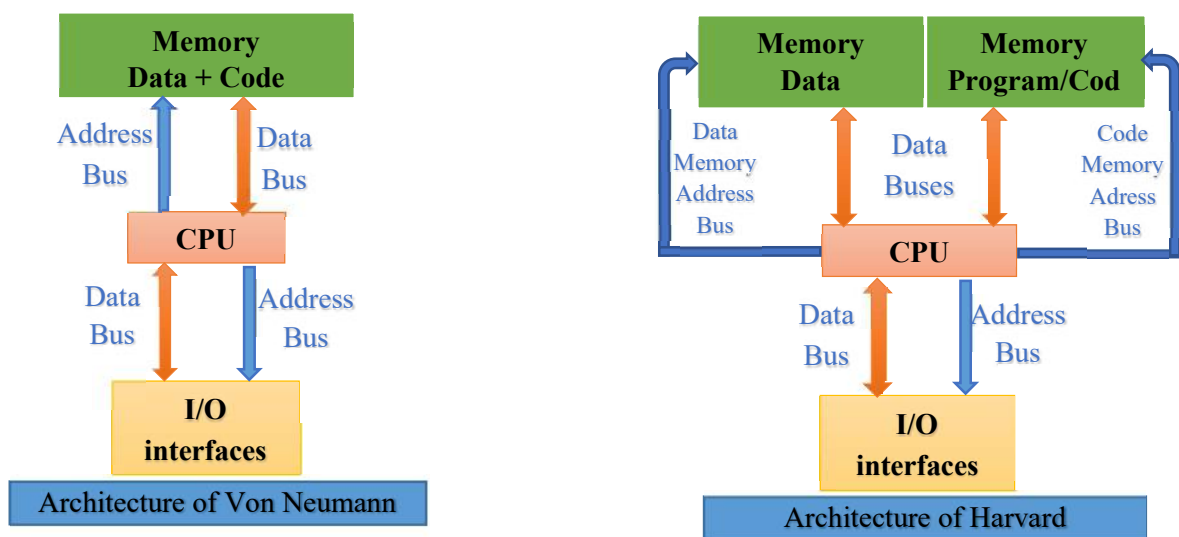 Memory
Data + Code
Address
Bus
Data
Bus
CPU
Data
Bus
Address
Bus
I/O
interfaces
Architecture of Von Neumann
Memory
Data
Memory
Program/Cod
Data
Memory
Address
Bus
Data
Buses
Code
Memory
Adress
Bus
CPU
Data
Bus
Address
Bus
I/O
interfaces
Architecture of Harvard